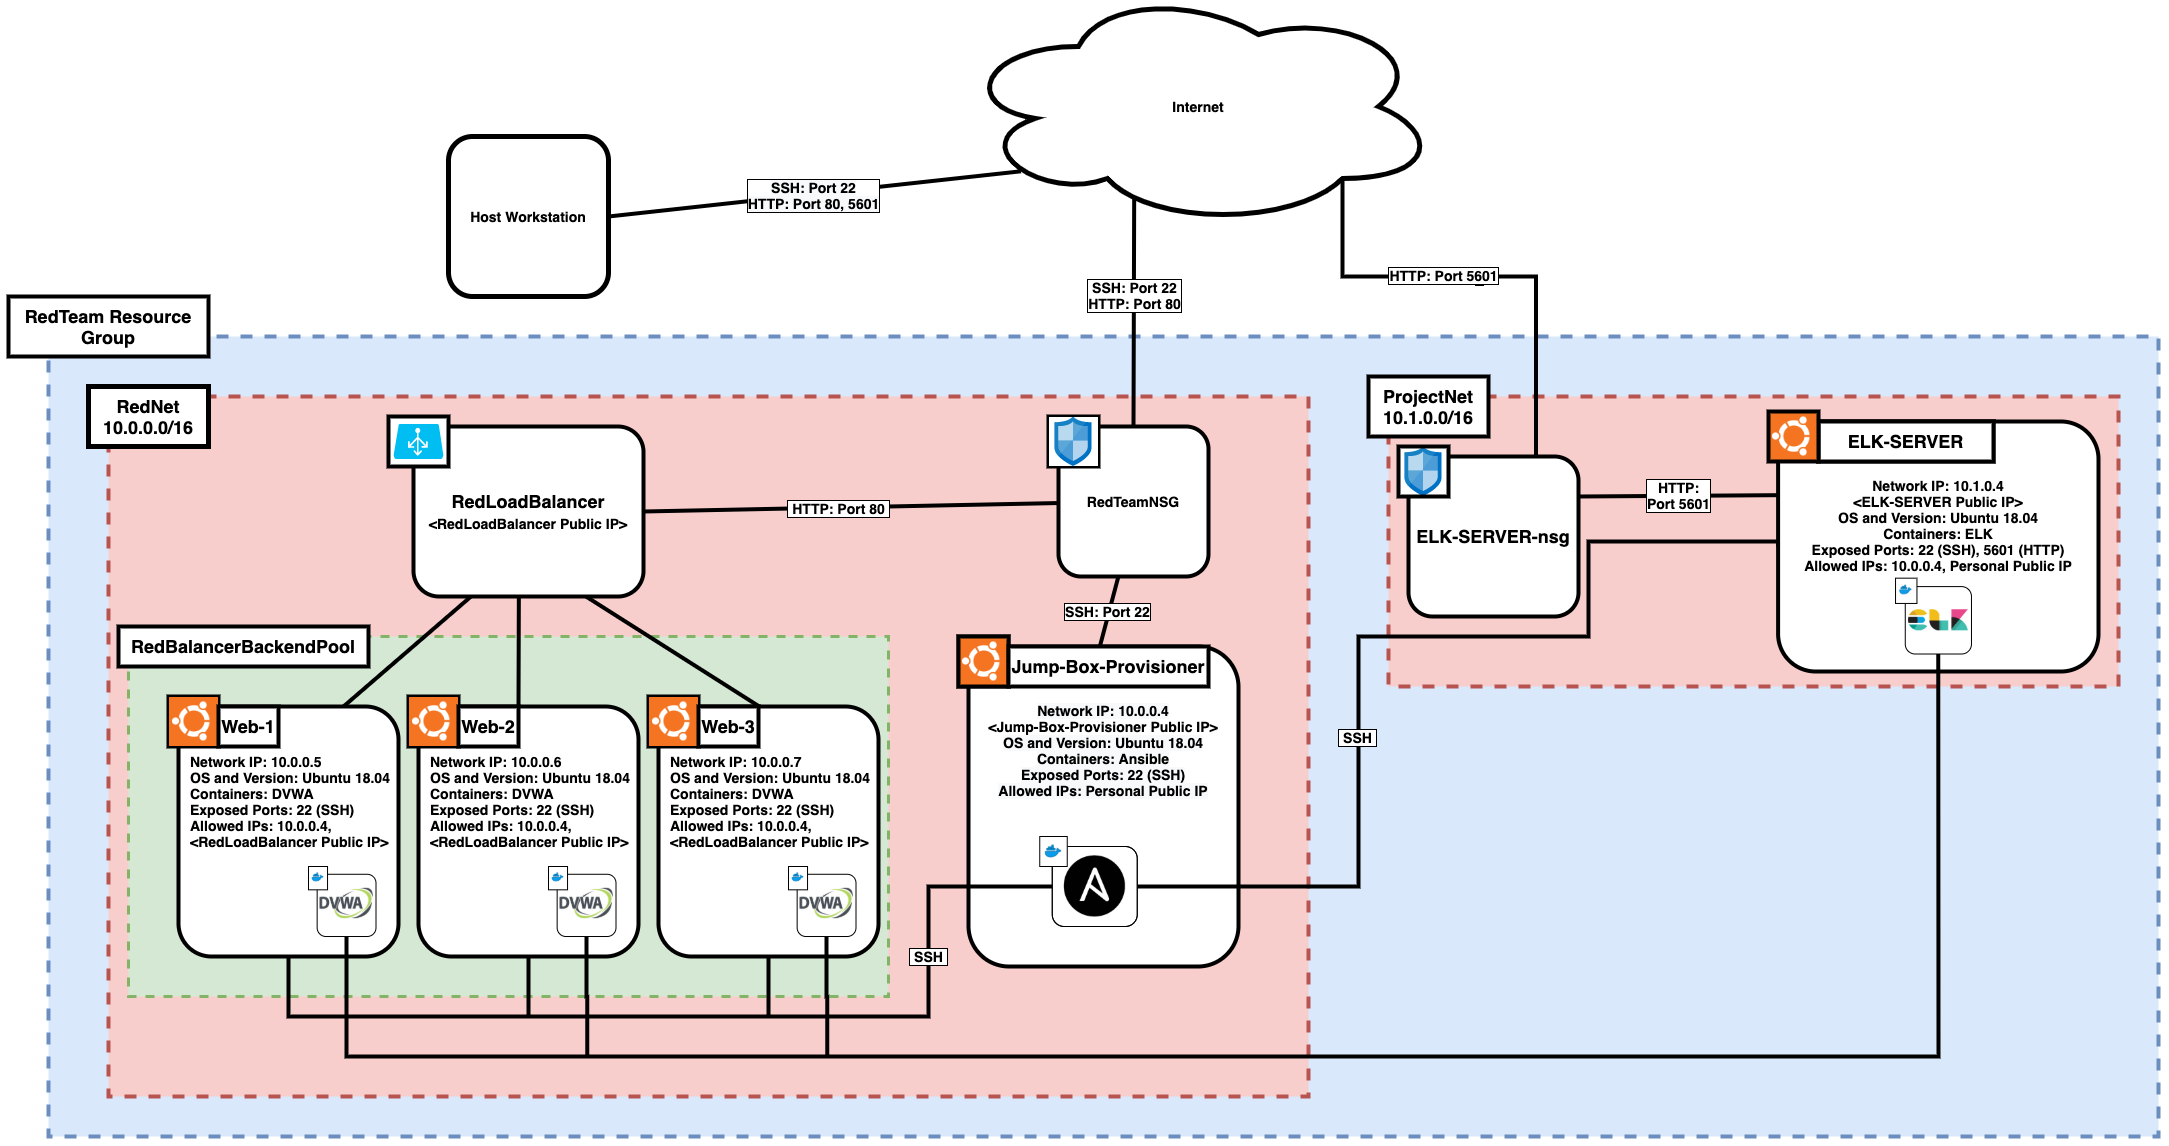 Internet
Host Workstation
SSH: Port 22
HTTP: Port 80, 5601
SSH: Port 22
HTTP: Port 80
HTTP: Port 5601
RedTeam Resource
Group
RedNet
10.0.0.0/16
ProjectNet
10.1.0.0/16
RedLoadBalancer
<RedLoadBalancer Public IP>
HTTP: Port 80
RedTeamNSG
SSH: Port 22
ELK-SERVER-nsg
HTTP:
Port 5601
ELK-SERVER
Network IP: 10.1.0.4
<ELK-SERVER Public IP>
OS and Version: Ubuntu 18.04
Containers: ELK
Exposed Ports: 22 (SSH), 5601 (HTTP)
Allowed IPs: 10.0.0.4, Personal Public IP
ELK
RedBalancerBackendPool
Web-1
Network IP: 10.0.0.5
OS and Version: Ubuntu 18.04
Containers: DVWA
Exposed Ports: 22 (SSH)
Allowed IPs: 10.0.0.4,
<RedLoadBalancer Public IP>
DVWA
Web-2
Network IP: 10.0.0.6
OS and Version: Ubuntu 18.04
Containers: DVWA
Exposed Ports: 22 (SSH)
Allowed IPs: 10.0.0.4,
<RedLoadBalancer Public IP>
DVWA
Web-3
Network IP: 10.0.0.7
OS and Version: Ubuntu 18.04
Containers: DVWA
Exposed Ports: 22 (SSH)
Allowed IPs: 10.0.0.4,
<RedLoadBalancer Public IP>
DVWA
Jump-Box-Provisioner
Network IP: 10.0.0.4
<Jump-Box-Provisioner Public IP>
OS and Version: Ubuntu 18.04
Containers: Ansible
Exposed Ports: 22 (SSH)
Allowed IPs: Personal Public IP
SSH
SSH